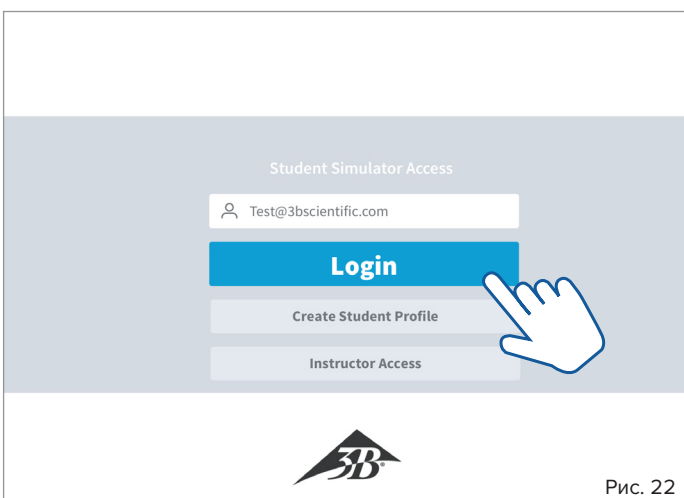 Student Simulator Access
Test@3bscientific.com
Login
Create Student Profile
Instructor Access
3B
Рис. 22